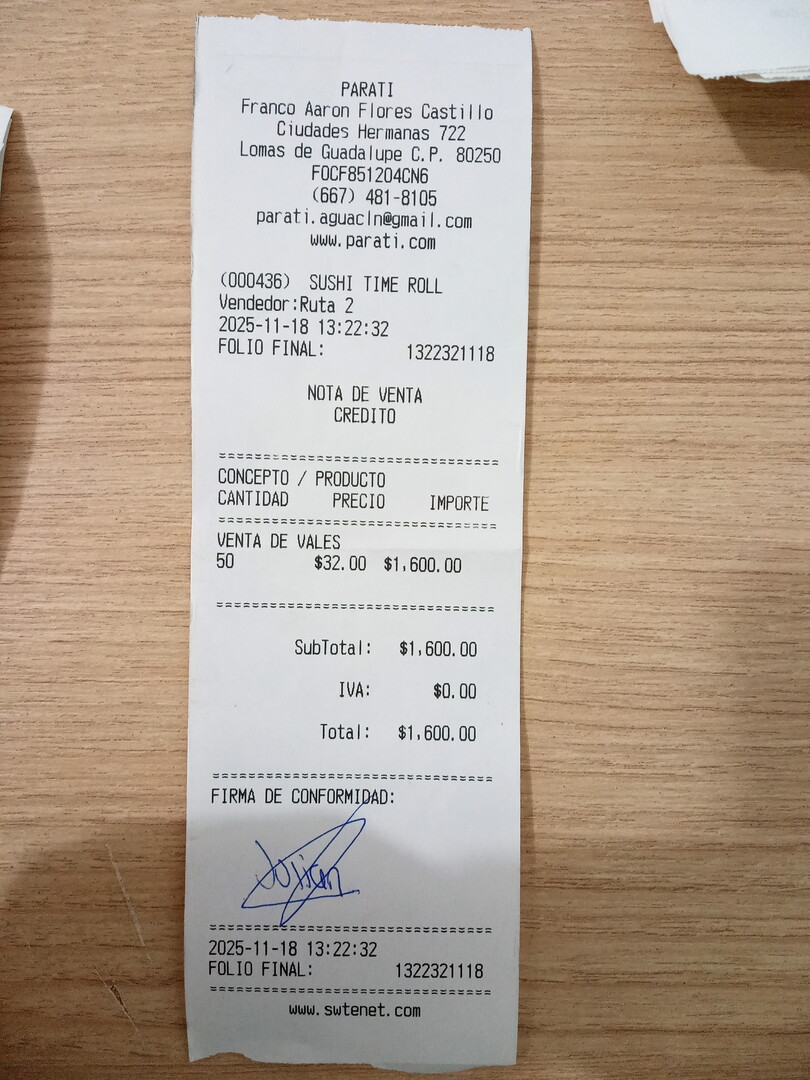 PARATI
Franco Aaron Flores Castillo
Ciudades Hermanas 722
Lomas de Guadalupe C.P. 80250
FOCF851204CN6
(667) 481-8105
parati.aguacln@gmail.com
www.parati.com
(000436) SUSHI TIME ROLL
Vendedor:Ruta 2
2025-11-18 13:22:32
FOLIO FINAL: 1322321118
NOTA DE VENTA
CREDITO
CONCEPTO / PRODUCTO
CANTIDAD PRECIO IMPORTE
VENTA DE VALES
50 $32.00 $1,600.00
SubTotal: $1,600.00
IVA: $0.00
Total: $1,600.00
FIRMA DE CONFORMIDAD:
Julian
2025-11-18 13:22:32
FOLIO FINAL: 1322321118
www.swtenet.com